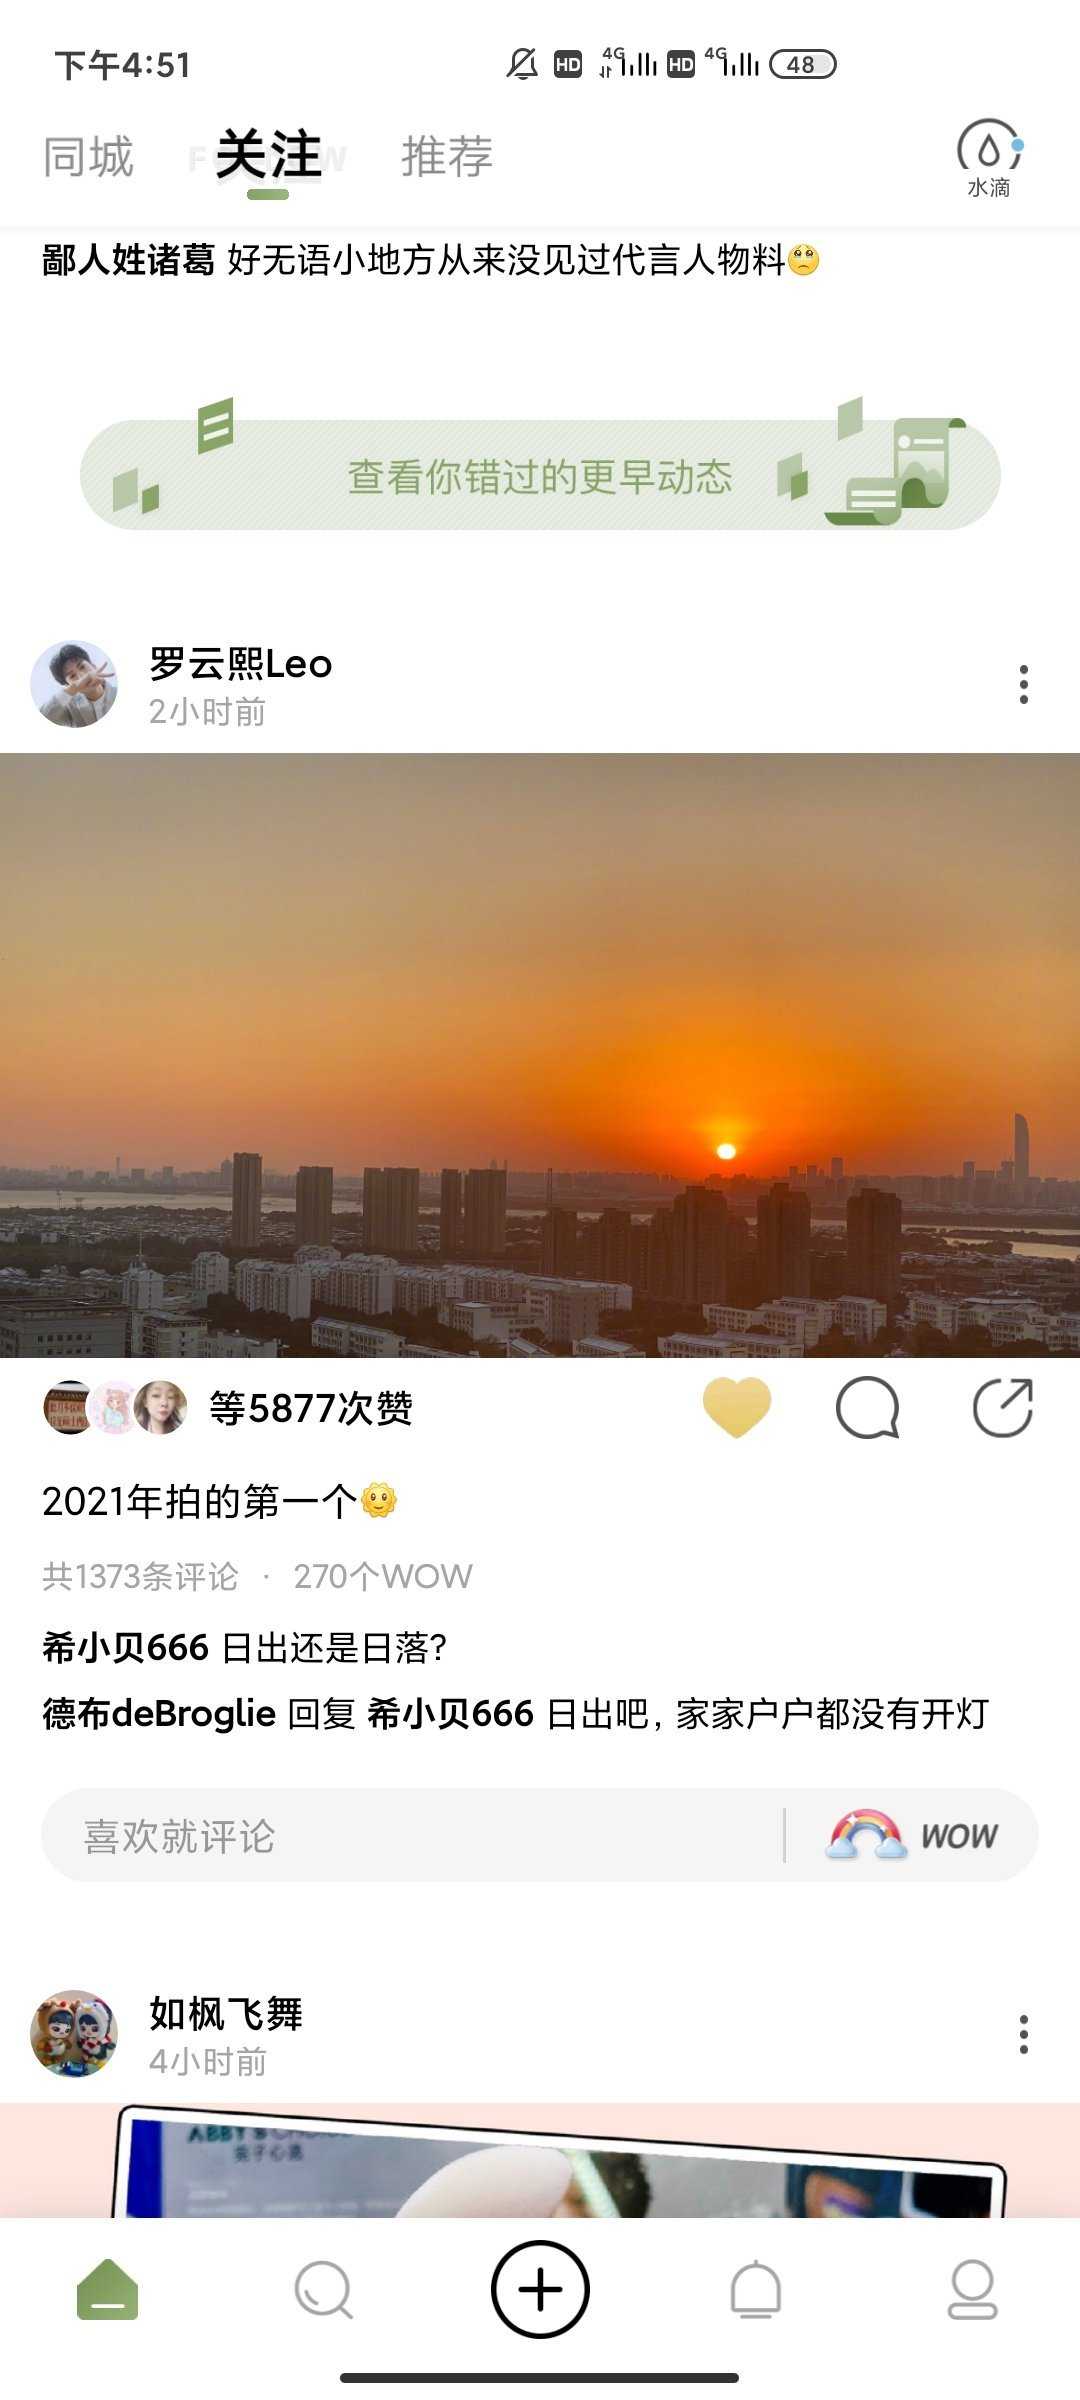 下午4:51
HD 4G HD 4G 48
同城 关注 推荐
水滴
鄙人姓诸葛 好无语小地方从来没见过代言人物料🥺
查看你错过的更早动态
罗云熙Leo
2小时前
等5877次赞
2021年拍的第一个🌞
共1373条评论 · 270个WOW
希小贝666 日出还是日落?
德布deBroglie 回复 希小贝666 日出吧, 家家户户都没有开灯
喜欢就评论 WOW
如枫飞舞
4小时前